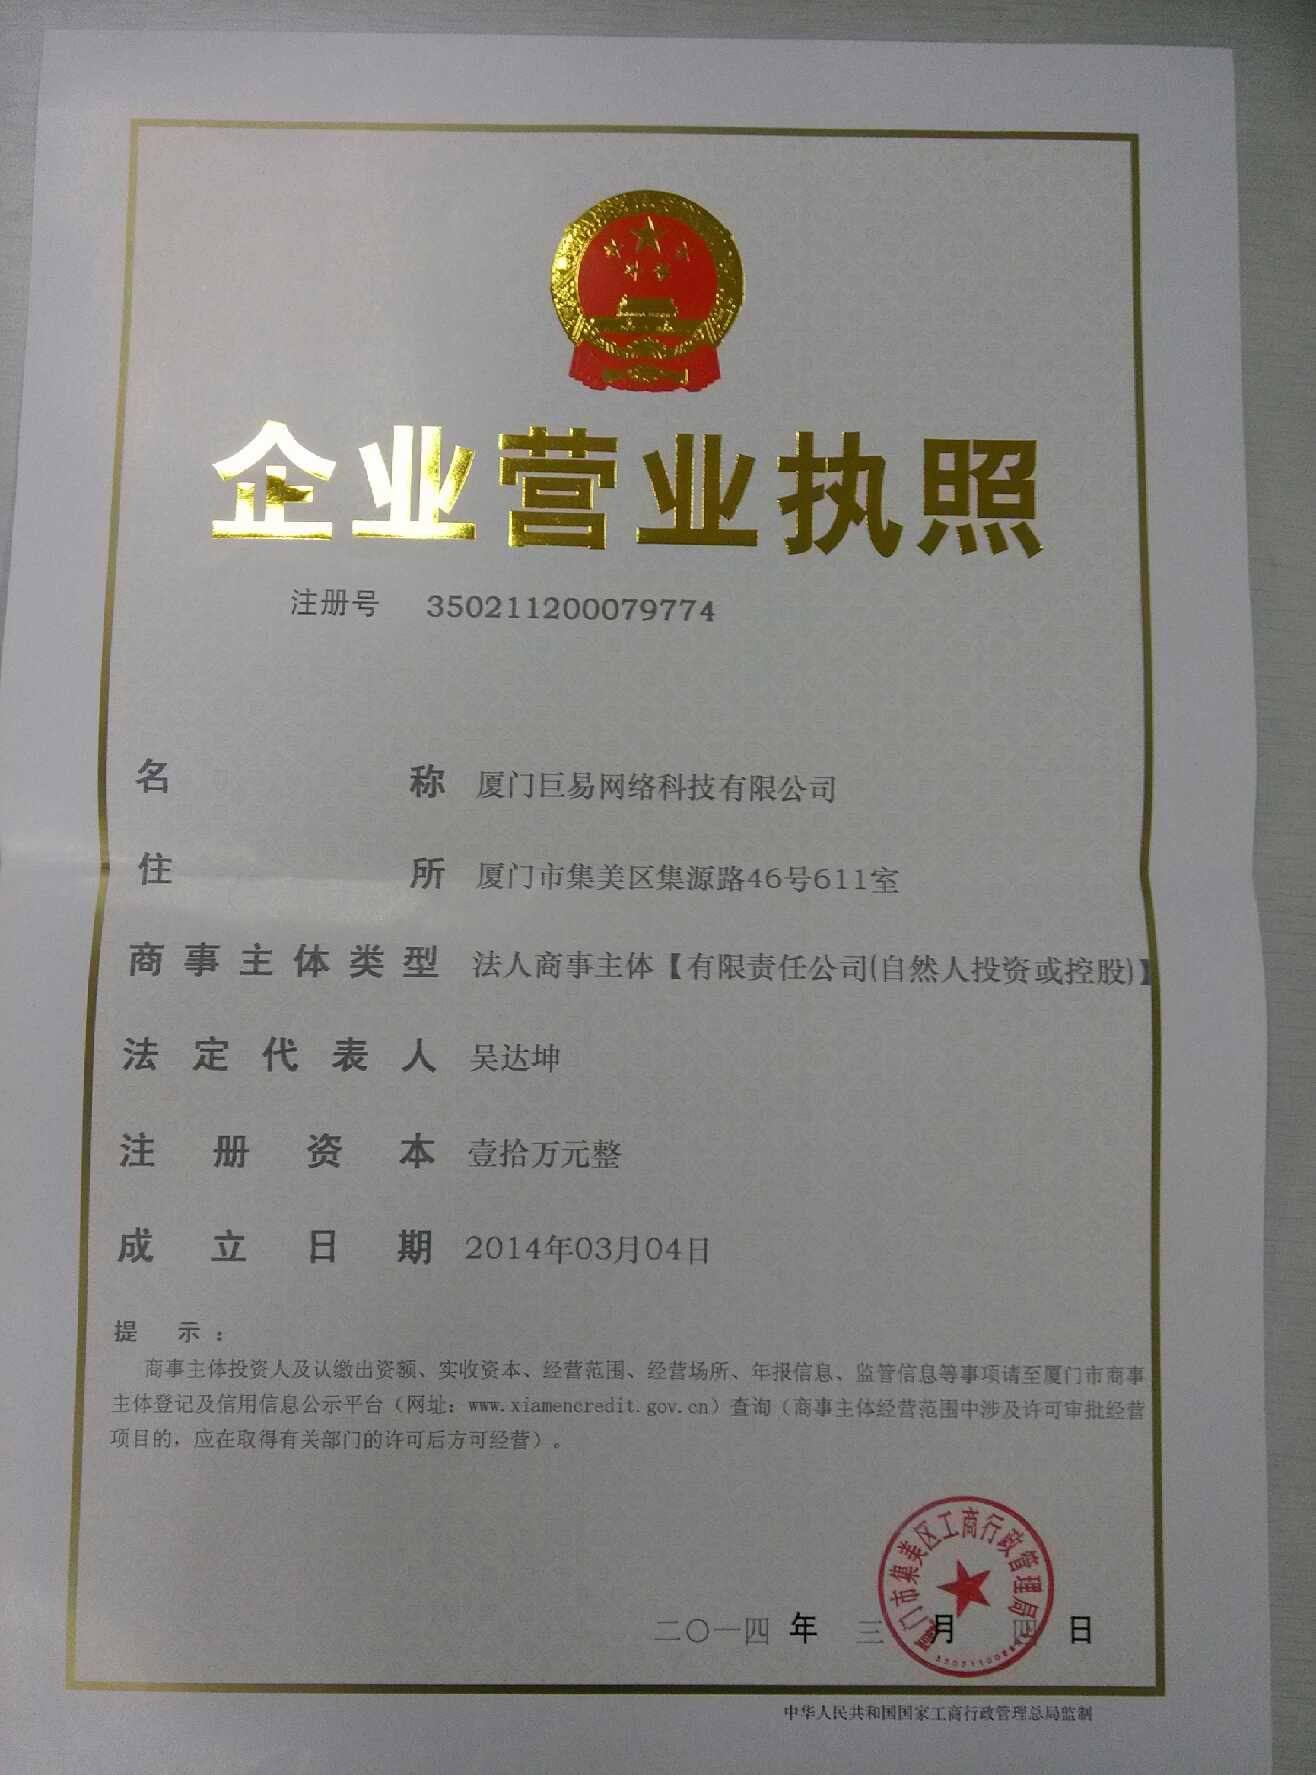 企业营业执照
注册号 350211200079774
名称 厦门巨易网络科技有限公司
住所 厦门市集美区集源路46号611室
商事主体类型 法人商事主体【有限责任公司(自然人投资或控股)】
法定代表人 吴达坤
注册资本 壹拾万元整
成立日期 2014年03月04日
提示：
商事主体投资人及认缴出资额、实收资本、经营范围、经营场所、年报信息、监管信息等事项请至厦门市商事
主体登记及信用信息公示平台（网址：www.xiamencredit.gov.cn）查询（商事主体经营范围中涉及许可审批经营
项目的，应在取得有关部门的许可后方可经营）。
厦门市集美区工商行政管理局
二〇一四年三月四日
中华人民共和国国家工商行政管理总局监制